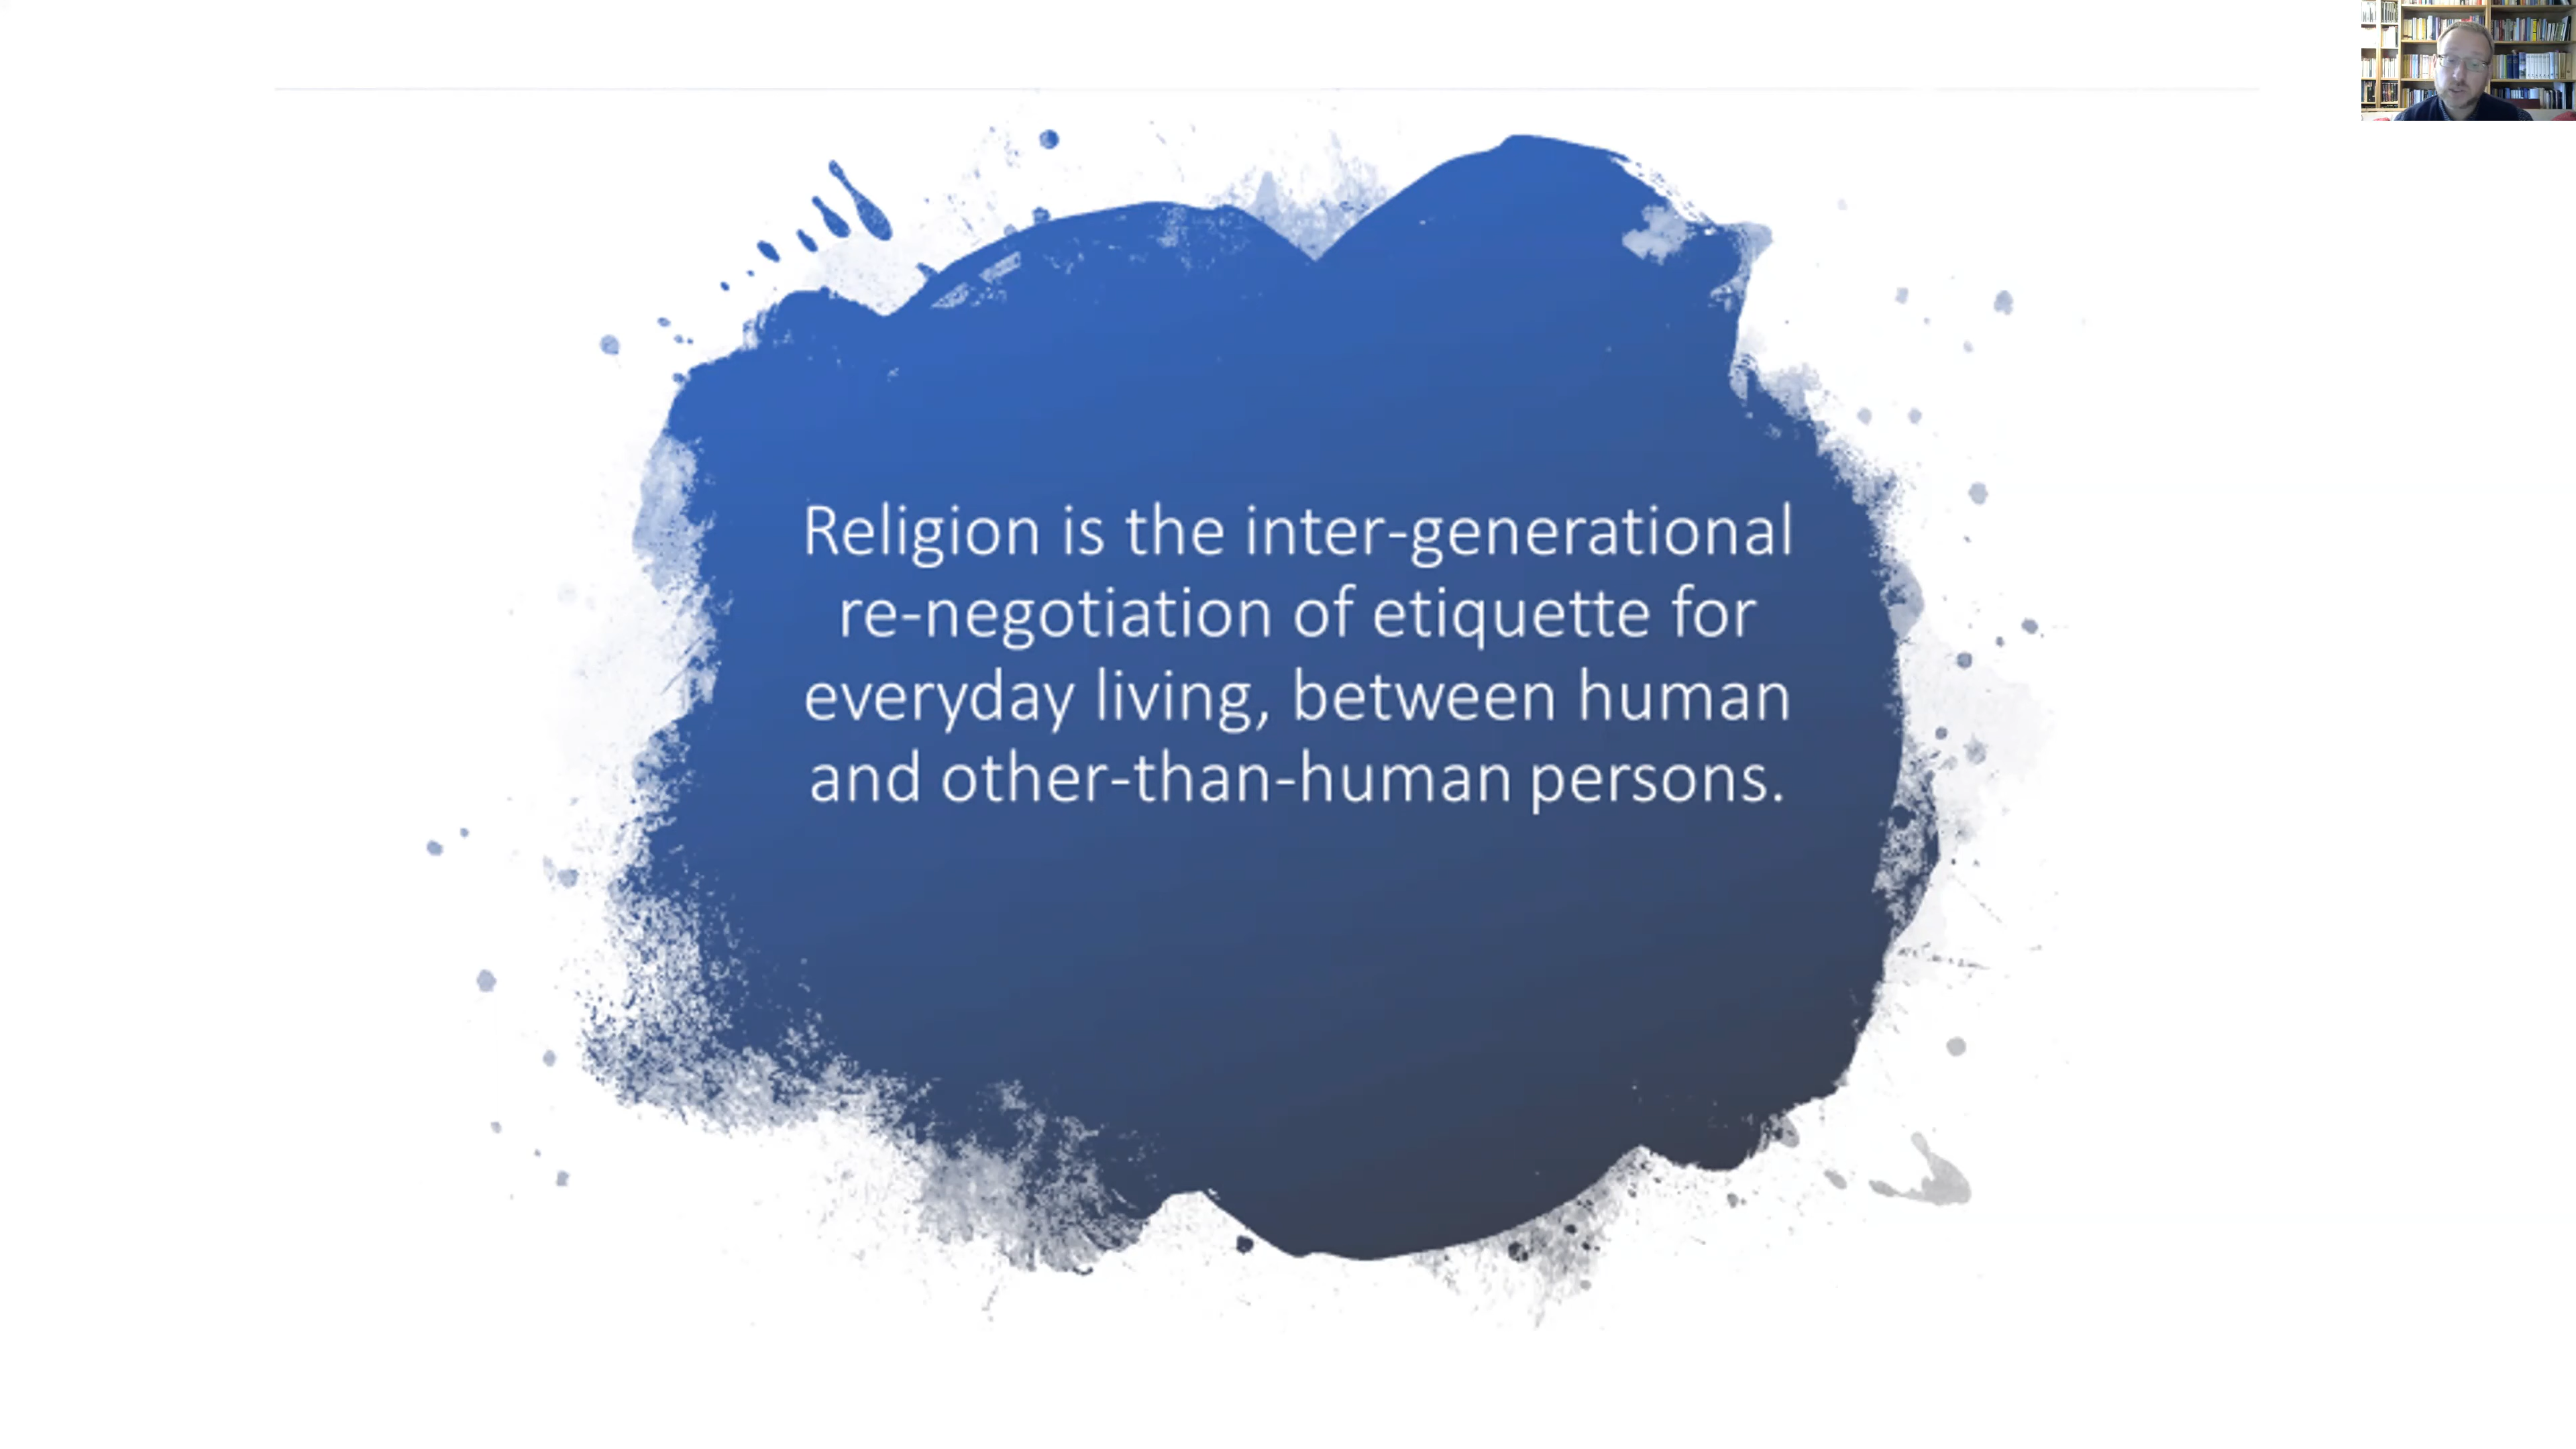 Religion is the inter-generational
re-negotiation of etiquette for
everyday living, between human
and other-than-human persons.